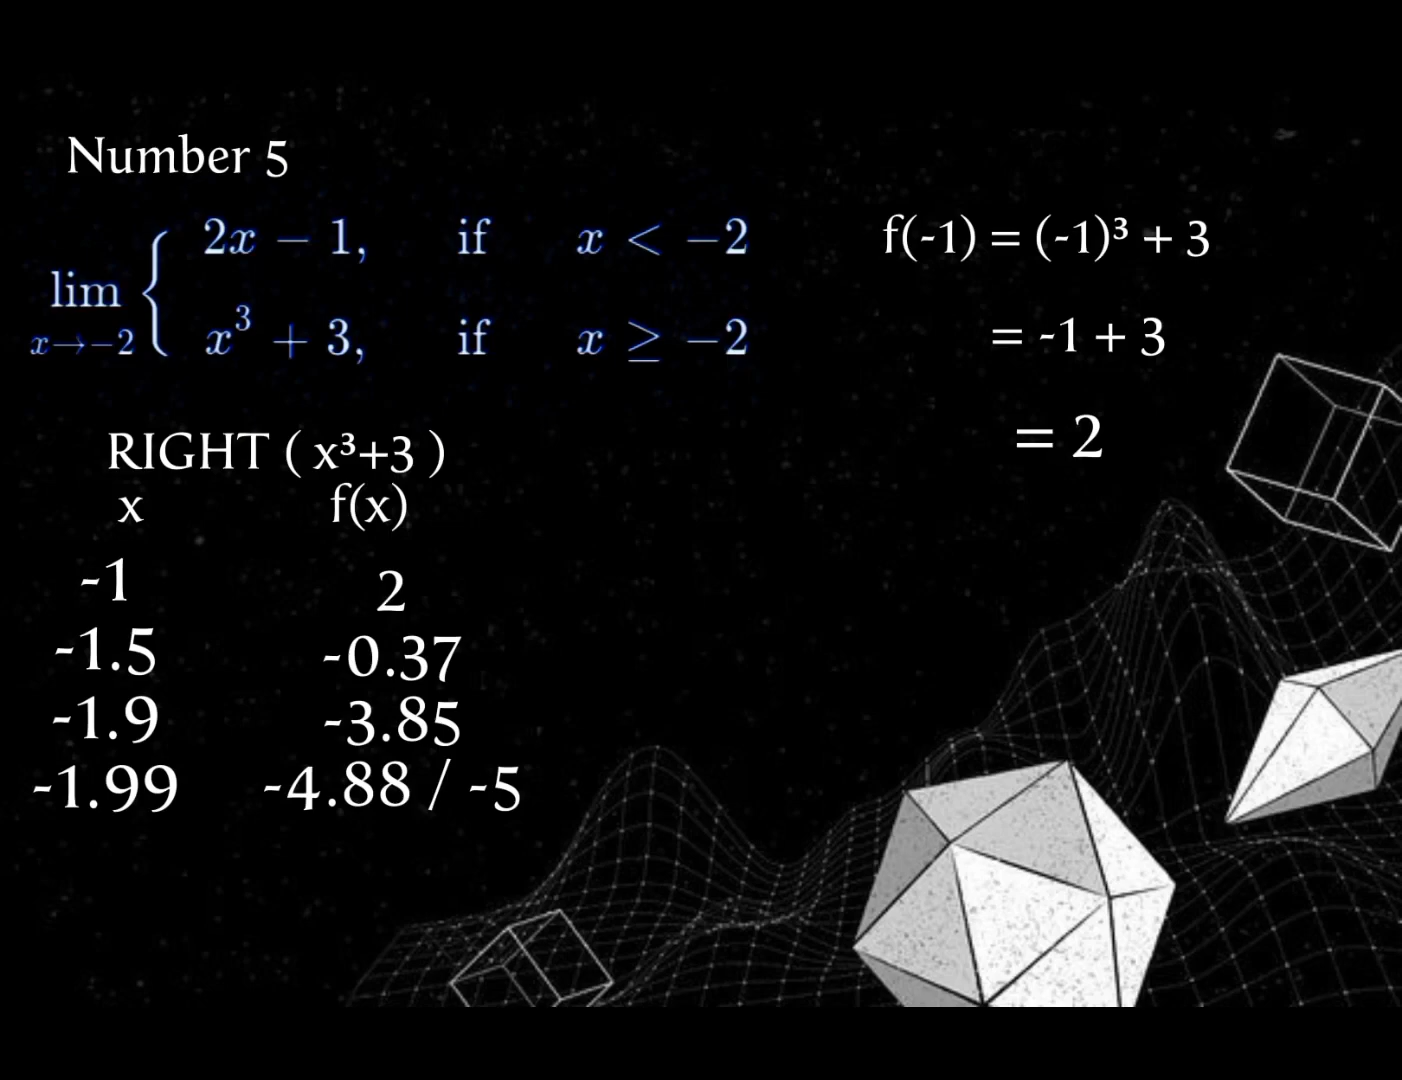 Number 5
lim x→−2 { 2x − 1, if x < −2
x³ + 3, if x ≥ −2
f(-1) = (-1)³ + 3
= -1 + 3
= 2
RIGHT ( x³+3 )
x f(x)
-1 2
-1.5 -0.37
-1.9 -3.85
-1.99 -4.88 / -5